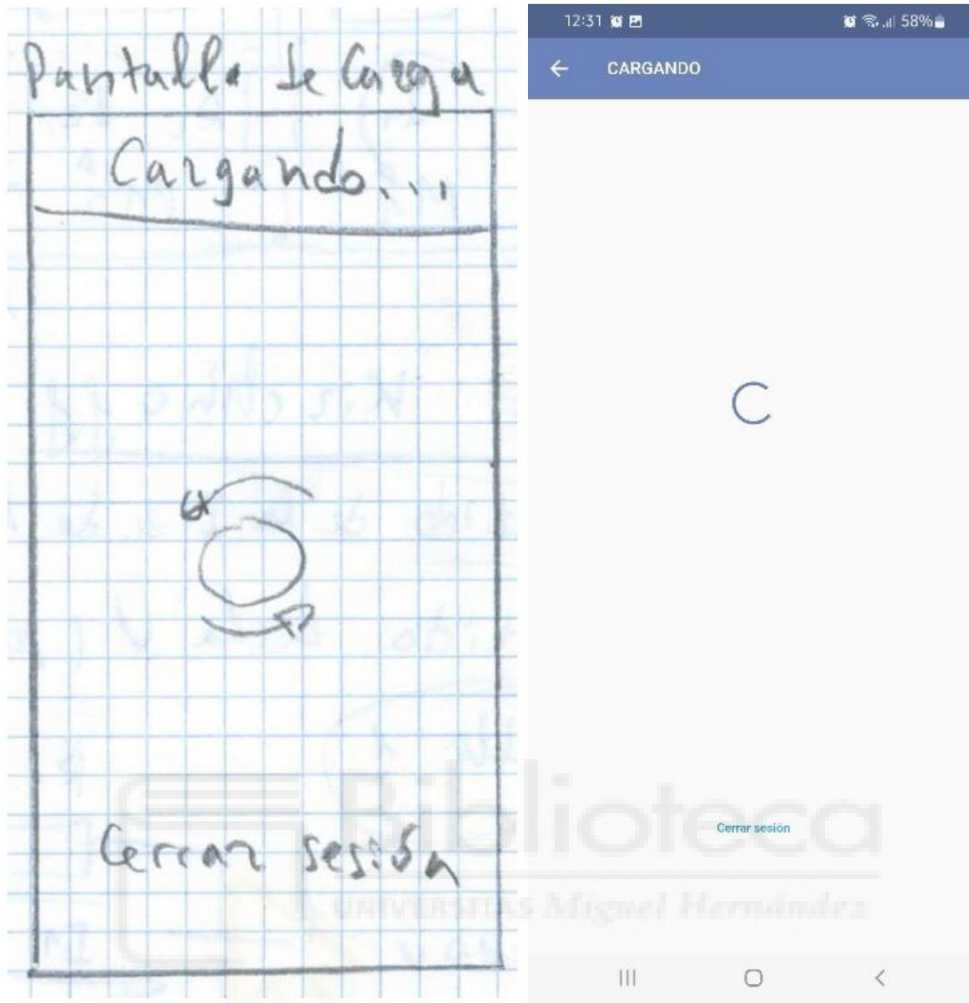 Pantalla de Carga
Cargando...
Cerrar sesión
12:31
58%
CARGANDO
Cerrar sesión
Biblioteca
UNIVERSITAS Miguel Hernández